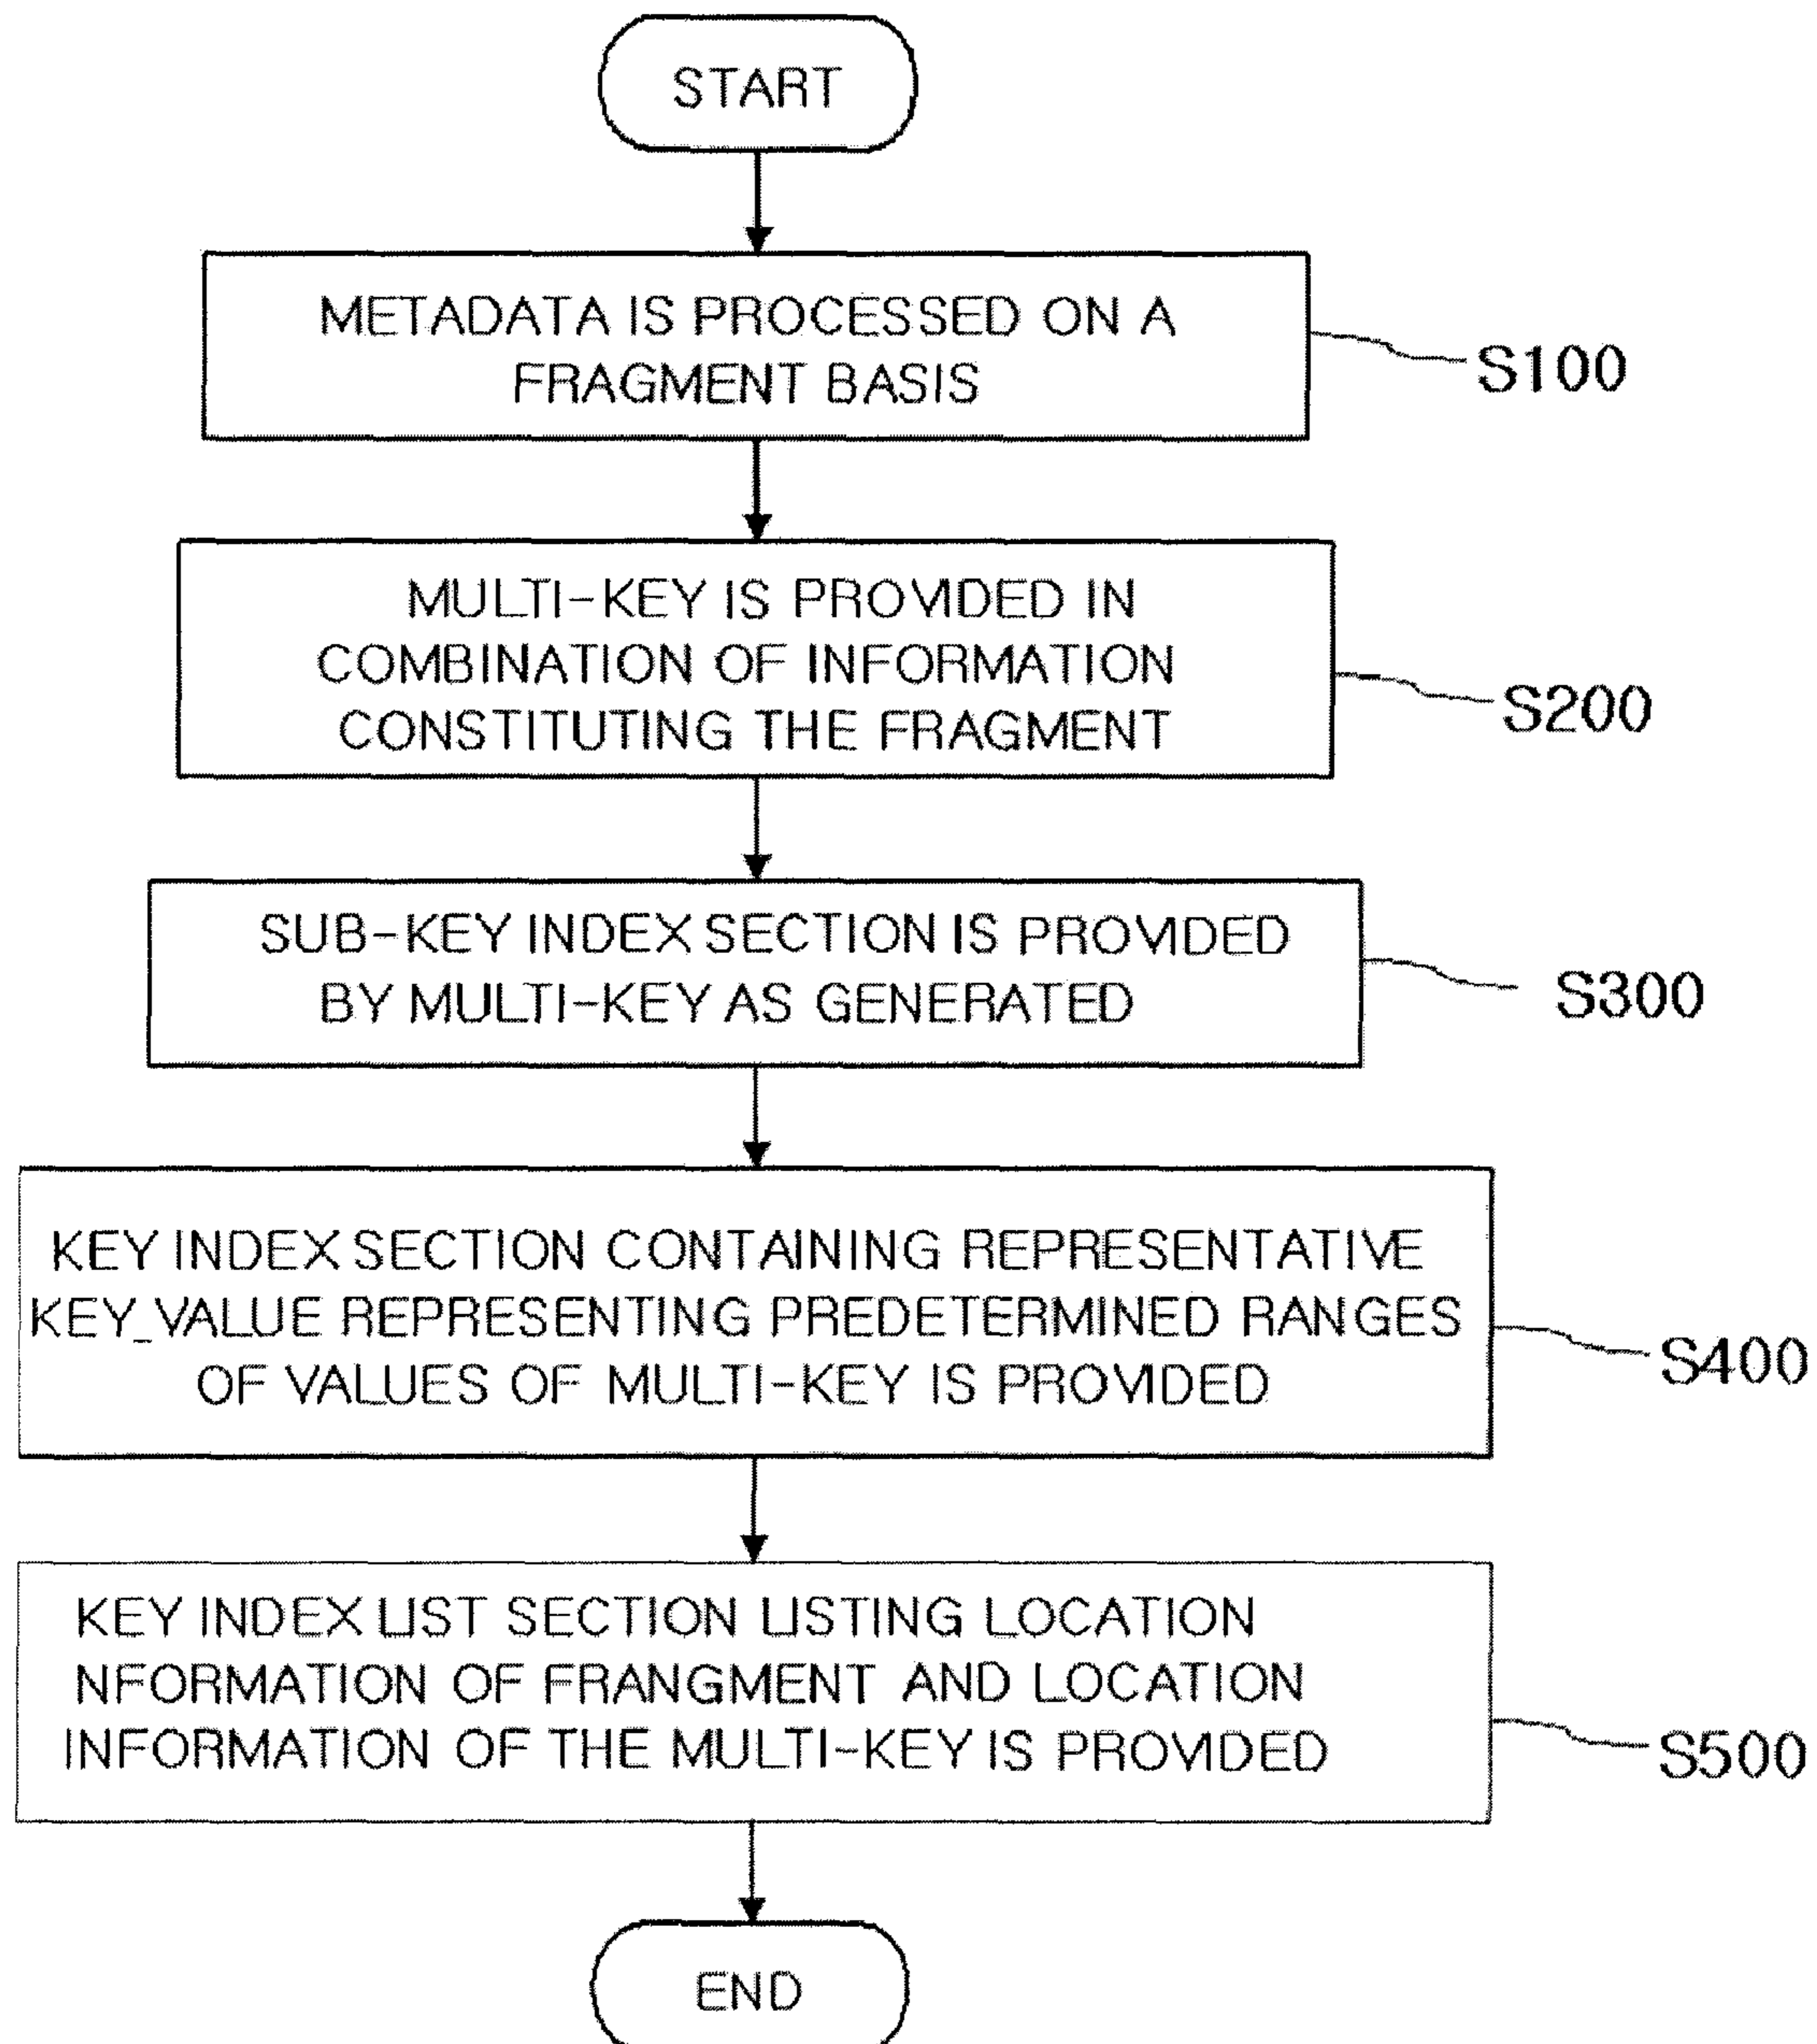 START
METADATA IS PROCESSED ON A
FRAGMENT BASIS
S100
MULTI-KEY IS PROVIDED IN
COMBINATION OF INFORMATION
CONSTITUTING THE FRAGMENT
S200
SUB-KEY INDEX SECTION IS PROVIDED
BY MULTI-KEY AS GENERATED
S300
KEY INDEX SECTION CONTAINING REPRESENTATIVE
KEY_VALUE REPRESENTING PREDETERMINED RANGES
OF VALUES OF MULTI-KEY IS PROVIDED
S400
KEY INDEX LIST SECTION LISTING LOCATION
NFORMATION OF FRANGMENT AND LOCATION
INFORMATION OF THE MULTI-KEY IS PROVIDED
S500
END